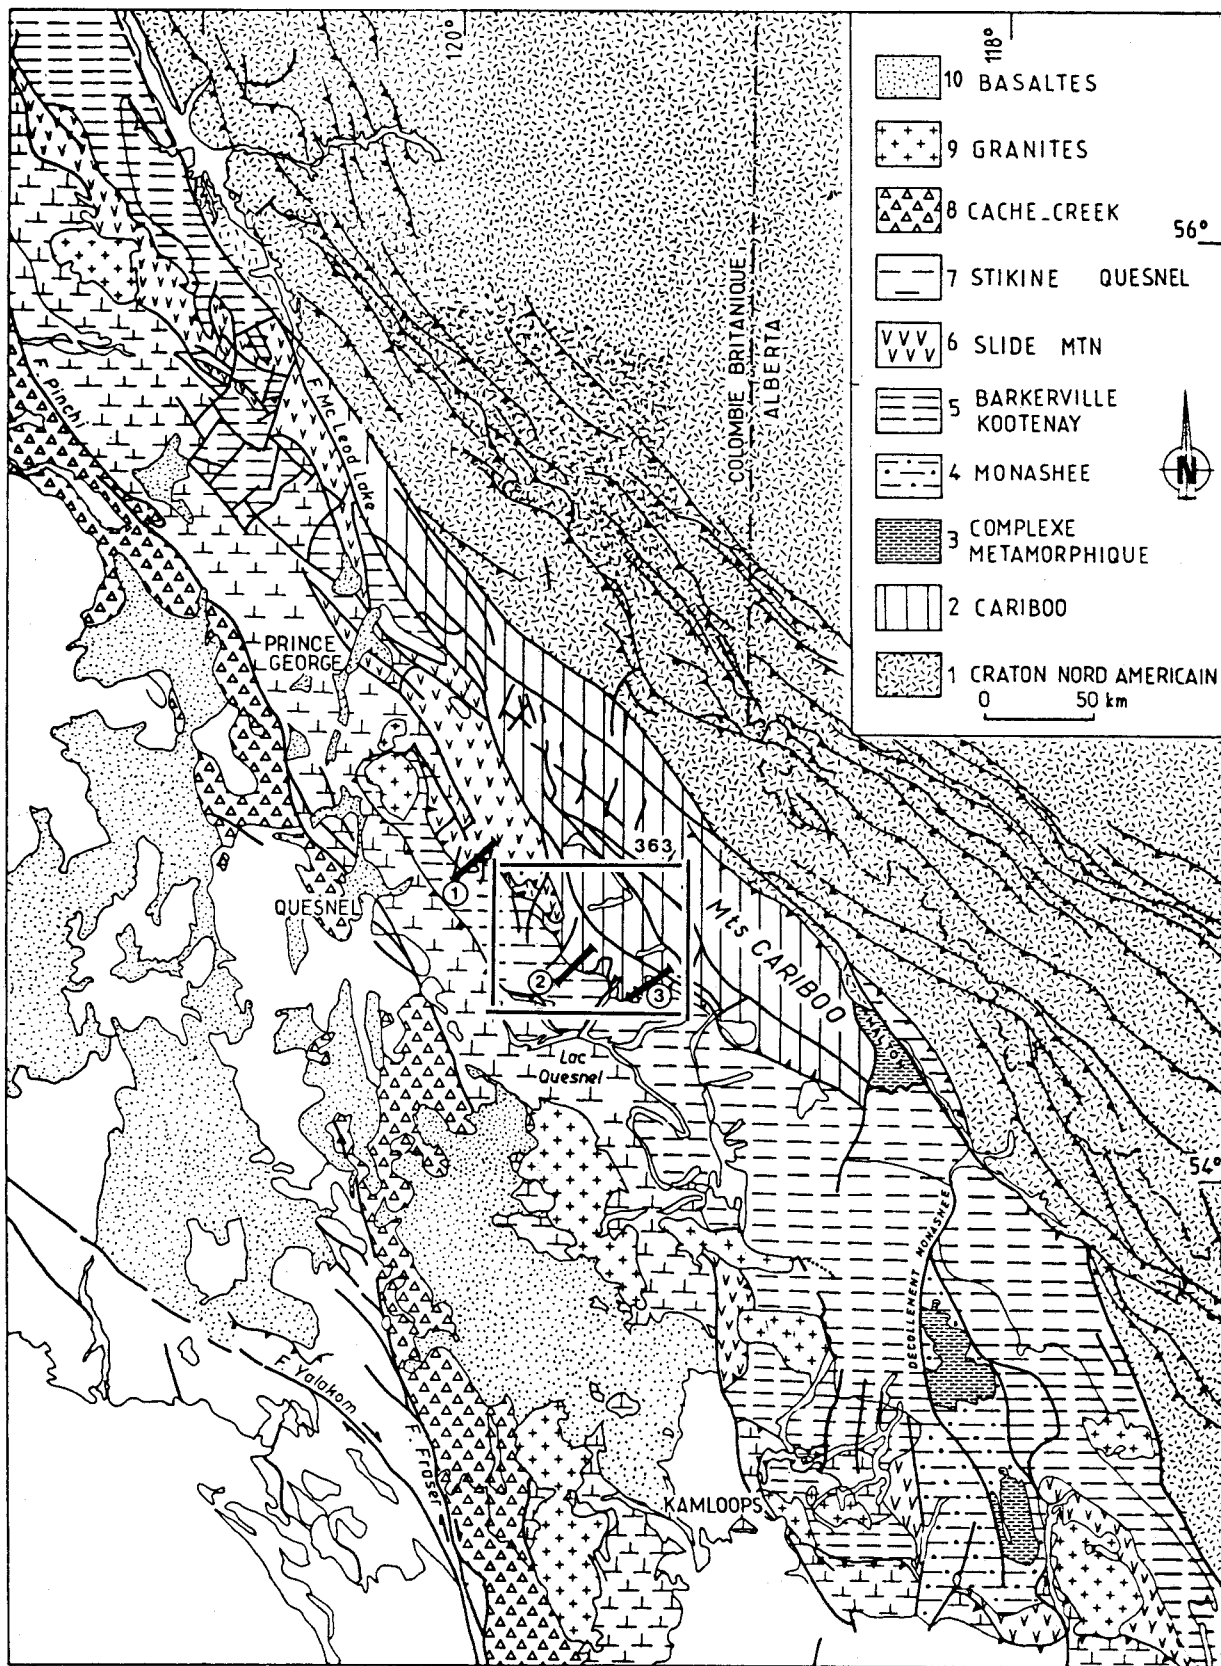 120°
118°
10 BASALTES
9 GRANITES
8 CACHE_CREEK
56°
7 STIKINE QUESNEL
6 SLIDE MTN
5 BARKERVILLE
KOOTENAY
4 MONASHEE
3 COMPLEXE
METAMORPHIQUE
2 CARIBOO
1 CRATON NORD AMERICAIN
0 50 km
N
COLOMBIE BRITANIQUE
ALBERTA
F Pinchi
F Mc Leod Lake
PRINCE
GEORGE
363
1
QUESNEL
2
3
Mts CARIBOO
Lac
Quesnel
54°
DECOLLEMENT MONASHEE
F Yalakom
F. Fraser
KAMLOOPS